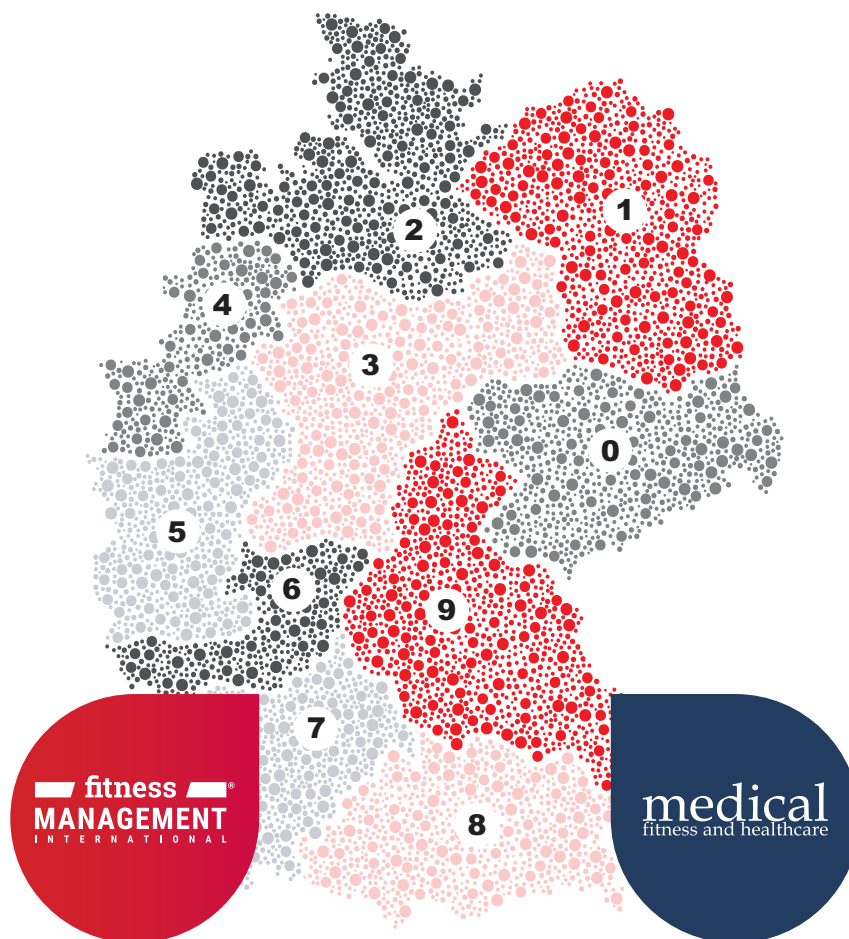 1
2
4
3
0
5
6
9
7
fitness ®
MANAGEMENT
INTERNATIONAL
medical
fitness and healthcare
8